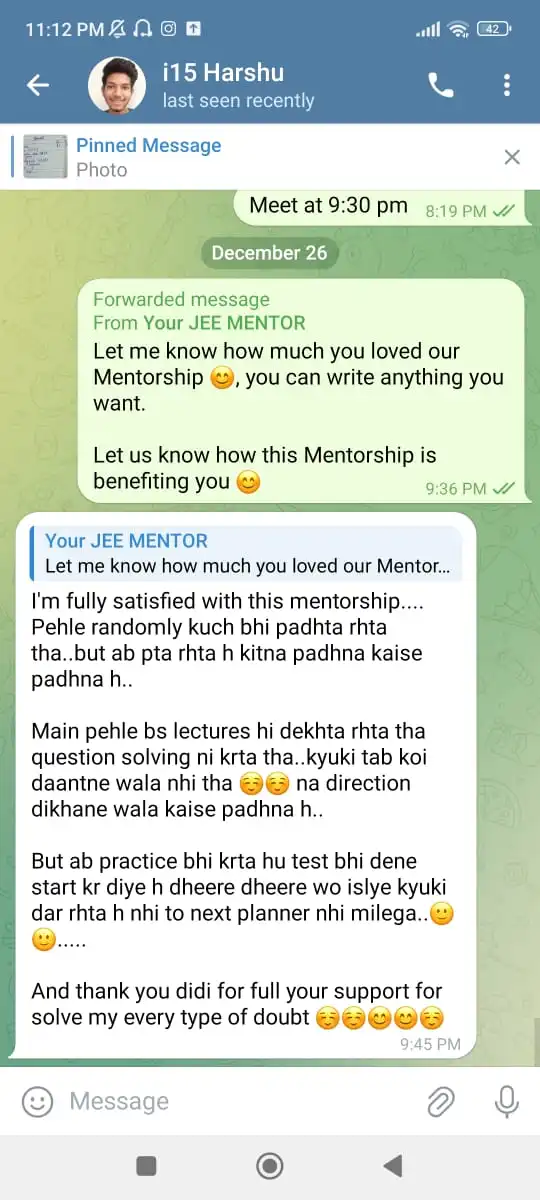 11:12 PM
42
i15 Harshu
last seen recently
Pinned Message
Photo
Meet at 9:30 pm 8:19 PM
December 26
Forwarded message
From Your JEE MENTOR
Let me know how much you loved our
Mentorship 😊, you can write anything you
want.
Let us know how this Mentorship is
benefiting you 😊 9:36 PM
Your JEE MENTOR
Let me know how much you loved our Mentor...
I'm fully satisfied with this mentorship....
Pehle randomly kuch bhi padhta rhta
tha..but ab pta rhta h kitna padhna kaise
padhna h..
Main pehle bs lectures hi dekhta rhta tha
question solving ni krta tha..kyuki tab koi
daantne wala nhi tha ☺️☺️ na direction
dikhane wala kaise padhna h..
But ab practice bhi krta hu test bhi dene
start kr diye h dheere dheere wo islye kyuki
dar rhta h nhi to next planner nhi milega..🙂
🙂.....
And thank you didi for full your support for
solve my every type of doubt ☺️☺️😊😊☺️
9:45 PM
Message